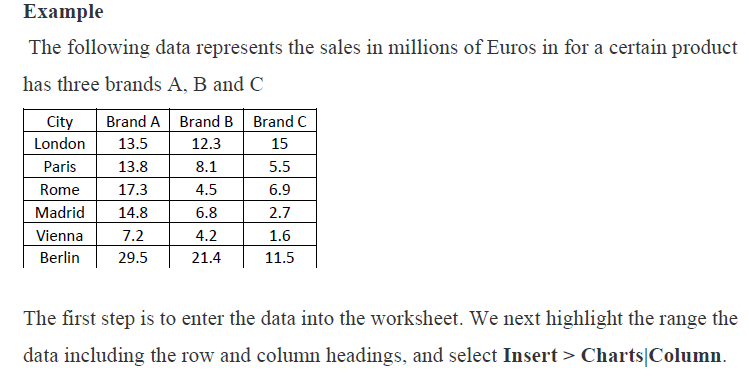 Example
The following data represents the sales in millions of Euros in for a certain product
has three brands A, B and C
City Brand A Brand B Brand C
London 13.5 12.3 15
Paris 13.8 8.1 5.5
Rome 17.3 4.5 6.9
Madrid 14.8 6.8 2.7
Vienna 7.2 4.2 1.6
Berlin 29.5 21.4 11.5
The first step is to enter the data into the worksheet. We next highlight the range the
data including the row and column headings, and select Insert > Charts|Column.